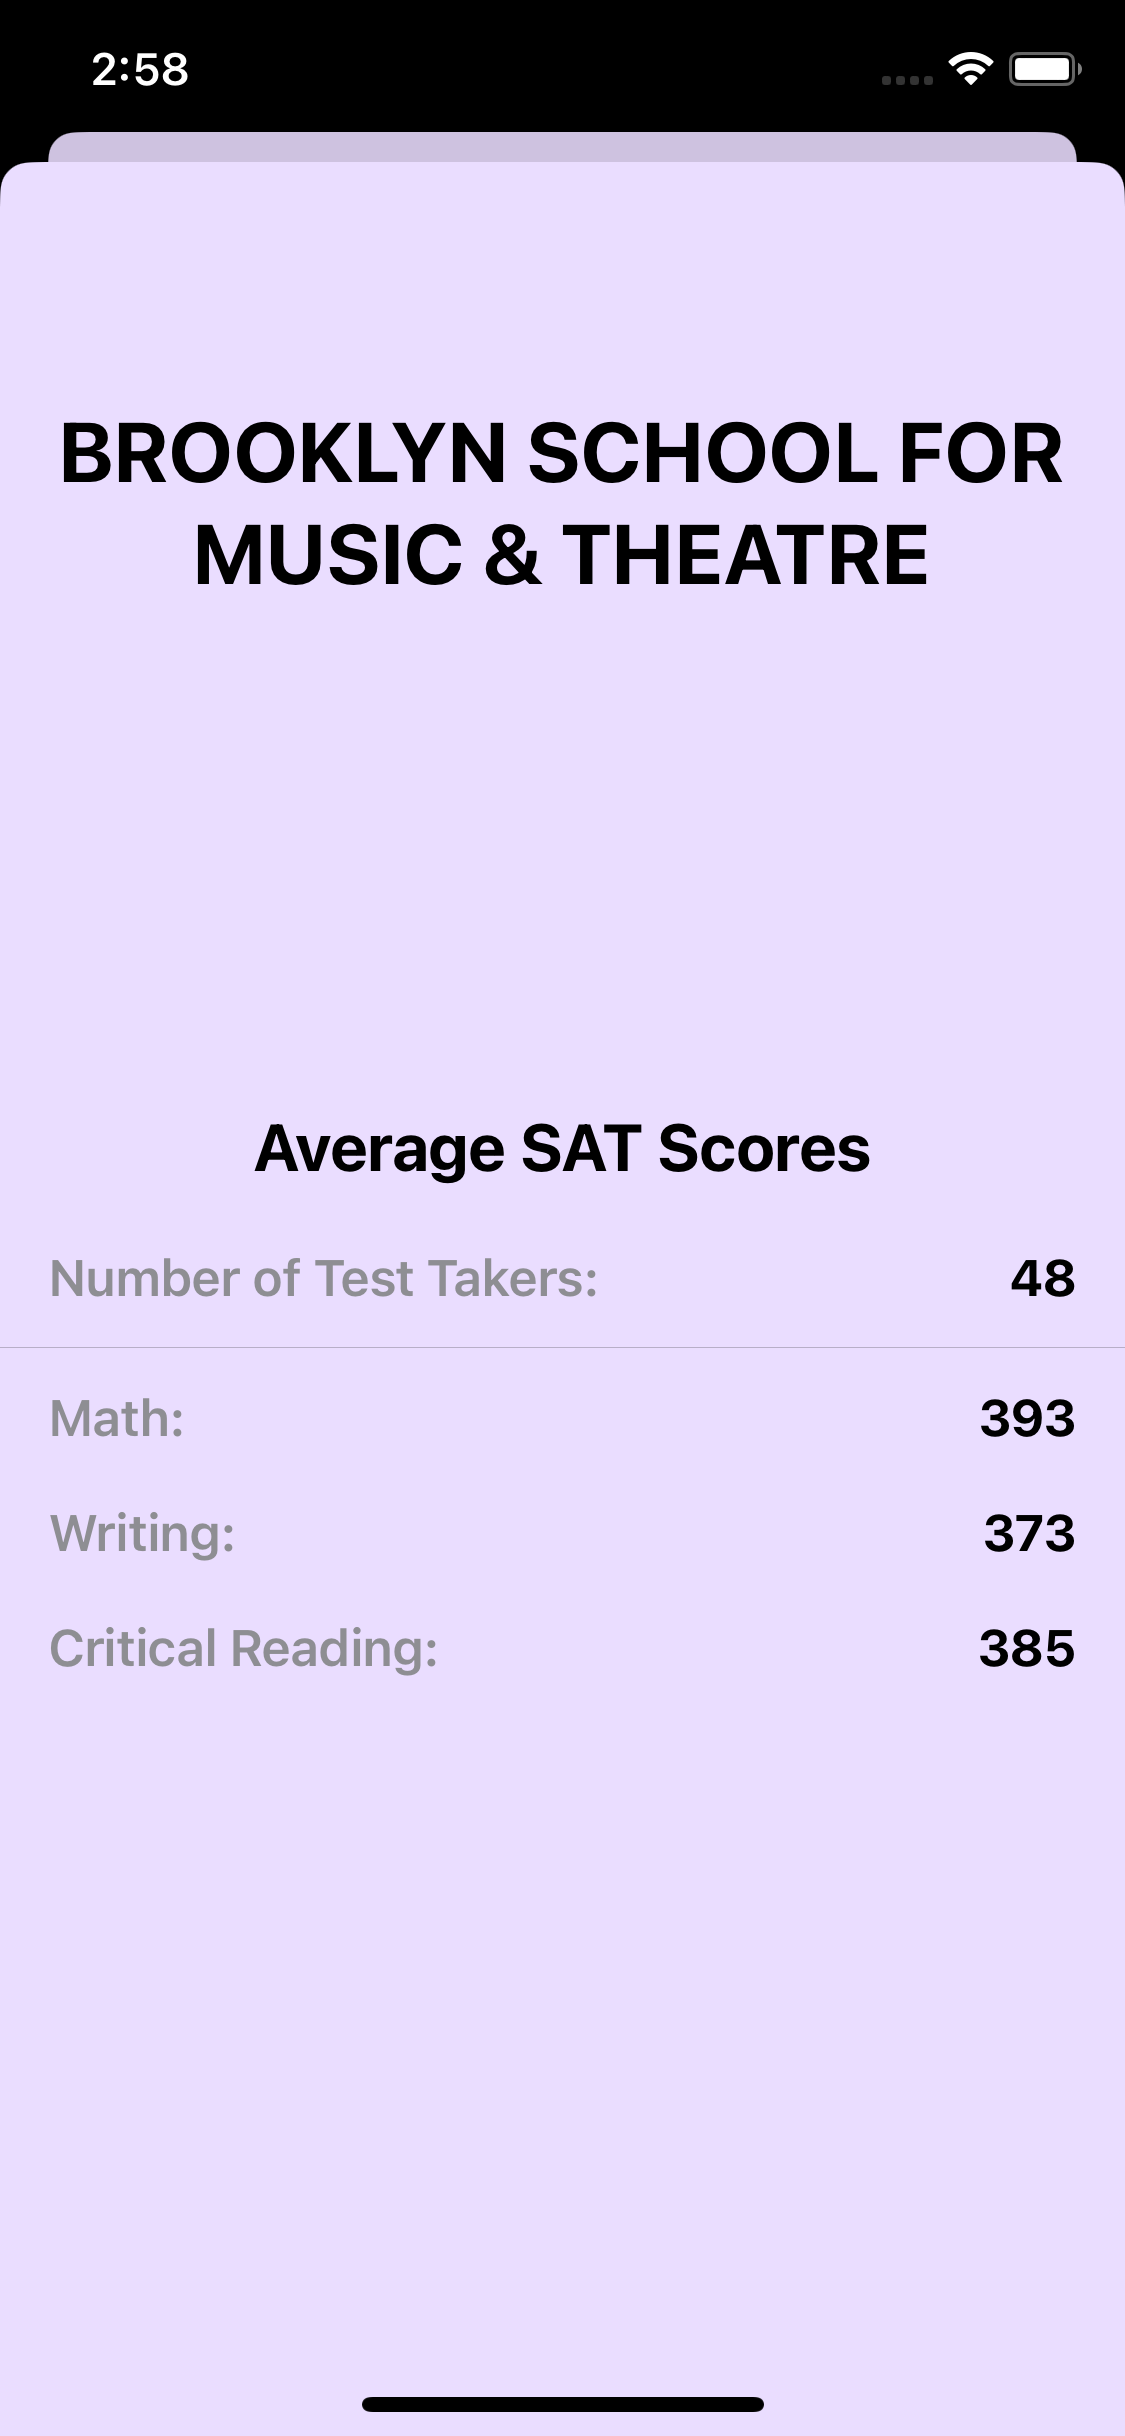 2:58
BROOKLYN SCHOOL FOR
MUSIC & THEATRE
Average SAT Scores
Number of Test Takers: 48
Math: 393
Writing: 373
Critical Reading: 385